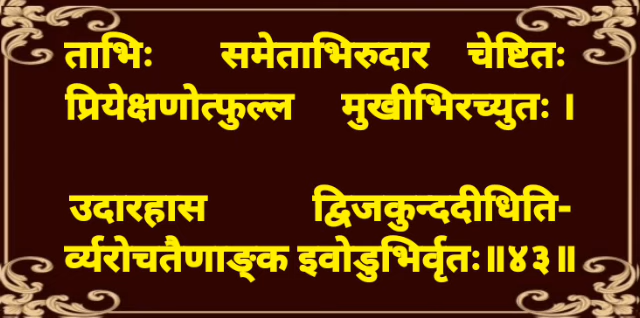 ताभिः समेताभिरुदार चेष्टितः
प्रियेक्षणोत्फुल्ल मुखीभिरच्युतः ।
उदारहास द्विजकुन्ददीधिति-
र्व्यरोचतैणाङ्क इवोडुभिर्वृतः॥४३॥